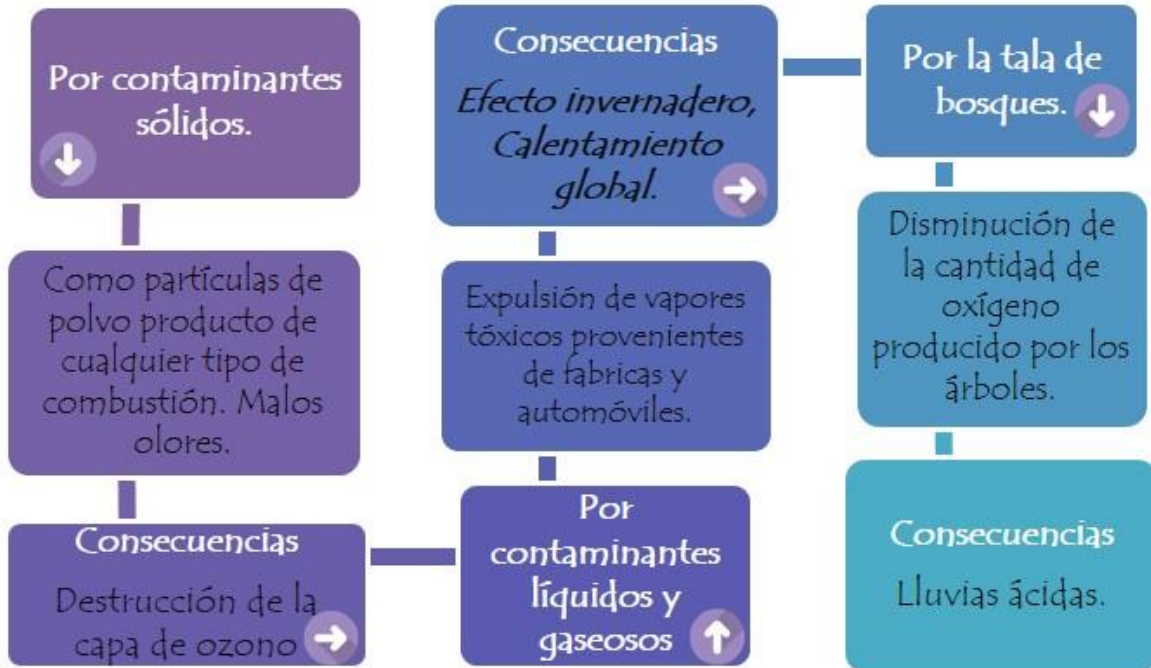 Por contaminantes
sólidos.
Como partículas de
polvo producto de
cualquier tipo de
combustión. Malos
olores.
Consecuencias
Destrucción de la
capa de ozono
Por
contaminantes
líquidos y
gaseosos
Expulsión de vapores
tóxicos provenientes
de fabricas y
automóviles.
Consecuencias
Efecto invernadero,
Calentamiento
global.
Por la tala de
bosques.
Disminución de
la cantidad de
oxígeno
producido por los
árboles.
Consecuencias
Lluvias ácidas.